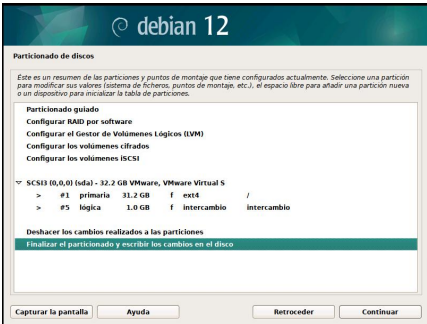 debian 12
Particionado de discos
Éste es un resumen de las particiones y puntos de montaje que tiene configurados actualmente. Seleccione una partición
para modificar sus valores (sistema de ficheros, puntos de montaje, etc.), el espacio libre para añadir una partición nueva
o un dispositivo para inicializar la tabla de particiones.
Particionado guiado
Configurar RAID por software
Configurar el Gestor de Volúmenes Lógicos (LVM)
Configurar los volúmenes cifrados
Configurar los volúmenes iSCSI
SCSI3 (0,0,0) (sda) - 32.2 GB VMware, VMware Virtual S
> #1 primaria 31.2 GB f ext4 /
> #5 lógica 1.0 GB f intercambio intercambio
Deshacer los cambios realizados a las particiones
Finalizar el particionado y escribir los cambios en el disco
Capturar la pantalla Ayuda Retroceder Continuar